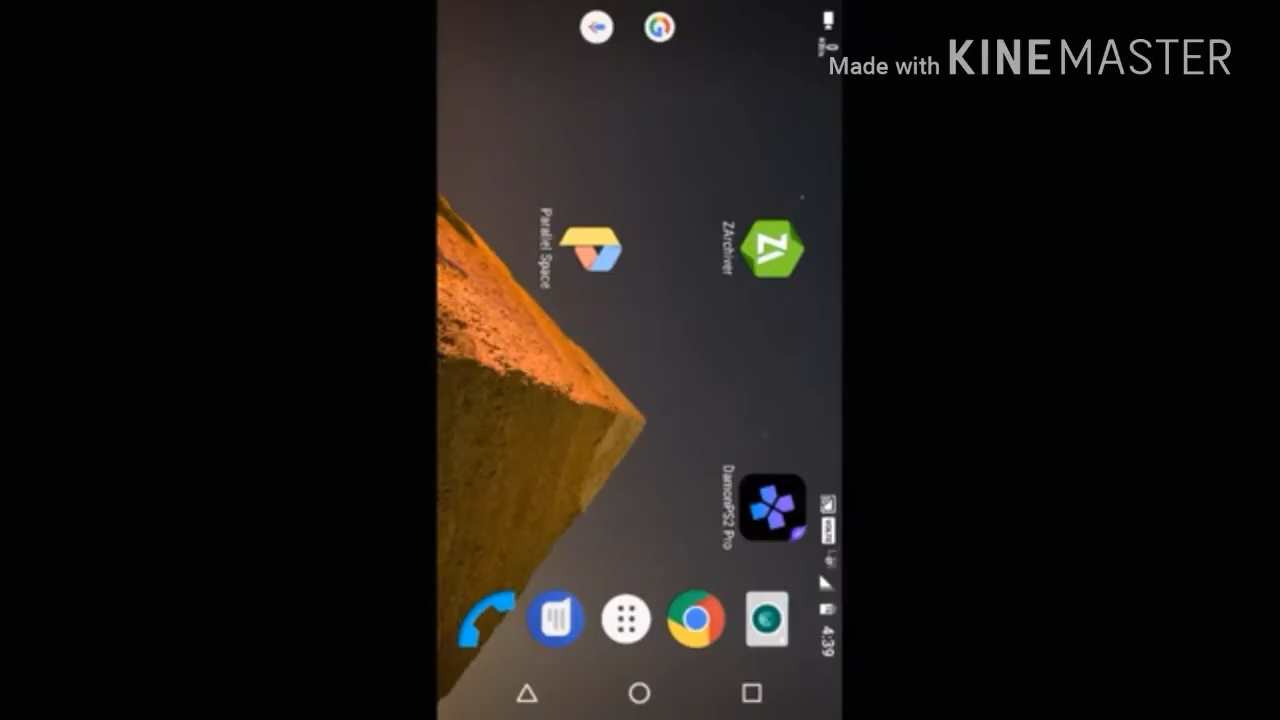 Made with KINEMASTER
ZArchiver
Parallel Space
DamonPS2 Pro
4:39